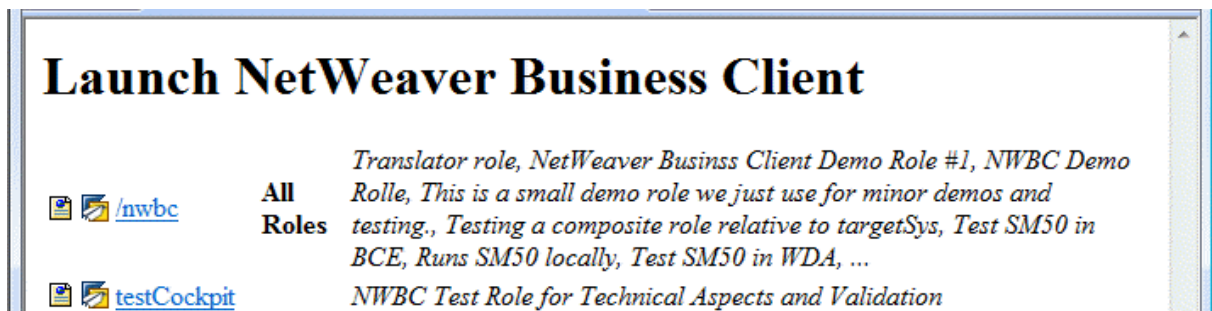 Launch NetWeaver Business Client
Translator role, NetWeaver Businss Client Demo Role #1, NWBC Demo
/nwbc All Roles Rolle, This is a small demo role we just use for minor demos and
testing., Testing a composite role relative to targetSys, Test SM50 in
BCE, Runs SM50 locally, Test SM50 in WDA, ...
testCockpit NWBC Test Role for Technical Aspects and Validation